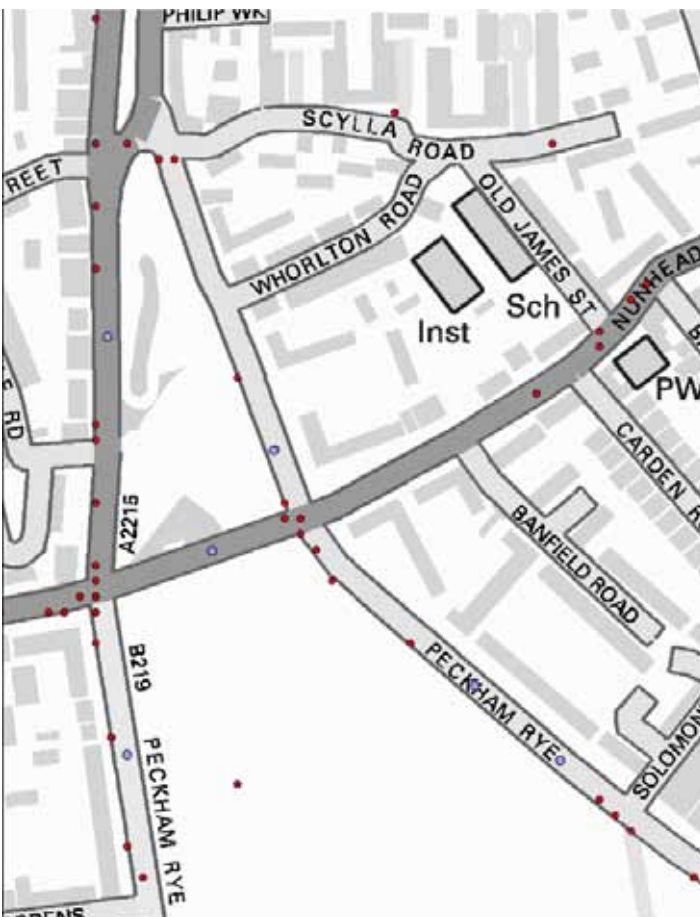 PHILIP WK
SCYLLA
ROAD
REET
OLD JAMES ST
WHORLTON ROAD
NUNHEAD
Sch
Inst
PW
RD
CARDEN R
A2215
BANFIELD ROAD
B219
PECKHAM RYE
SOLOMON
PECKHAM RYE